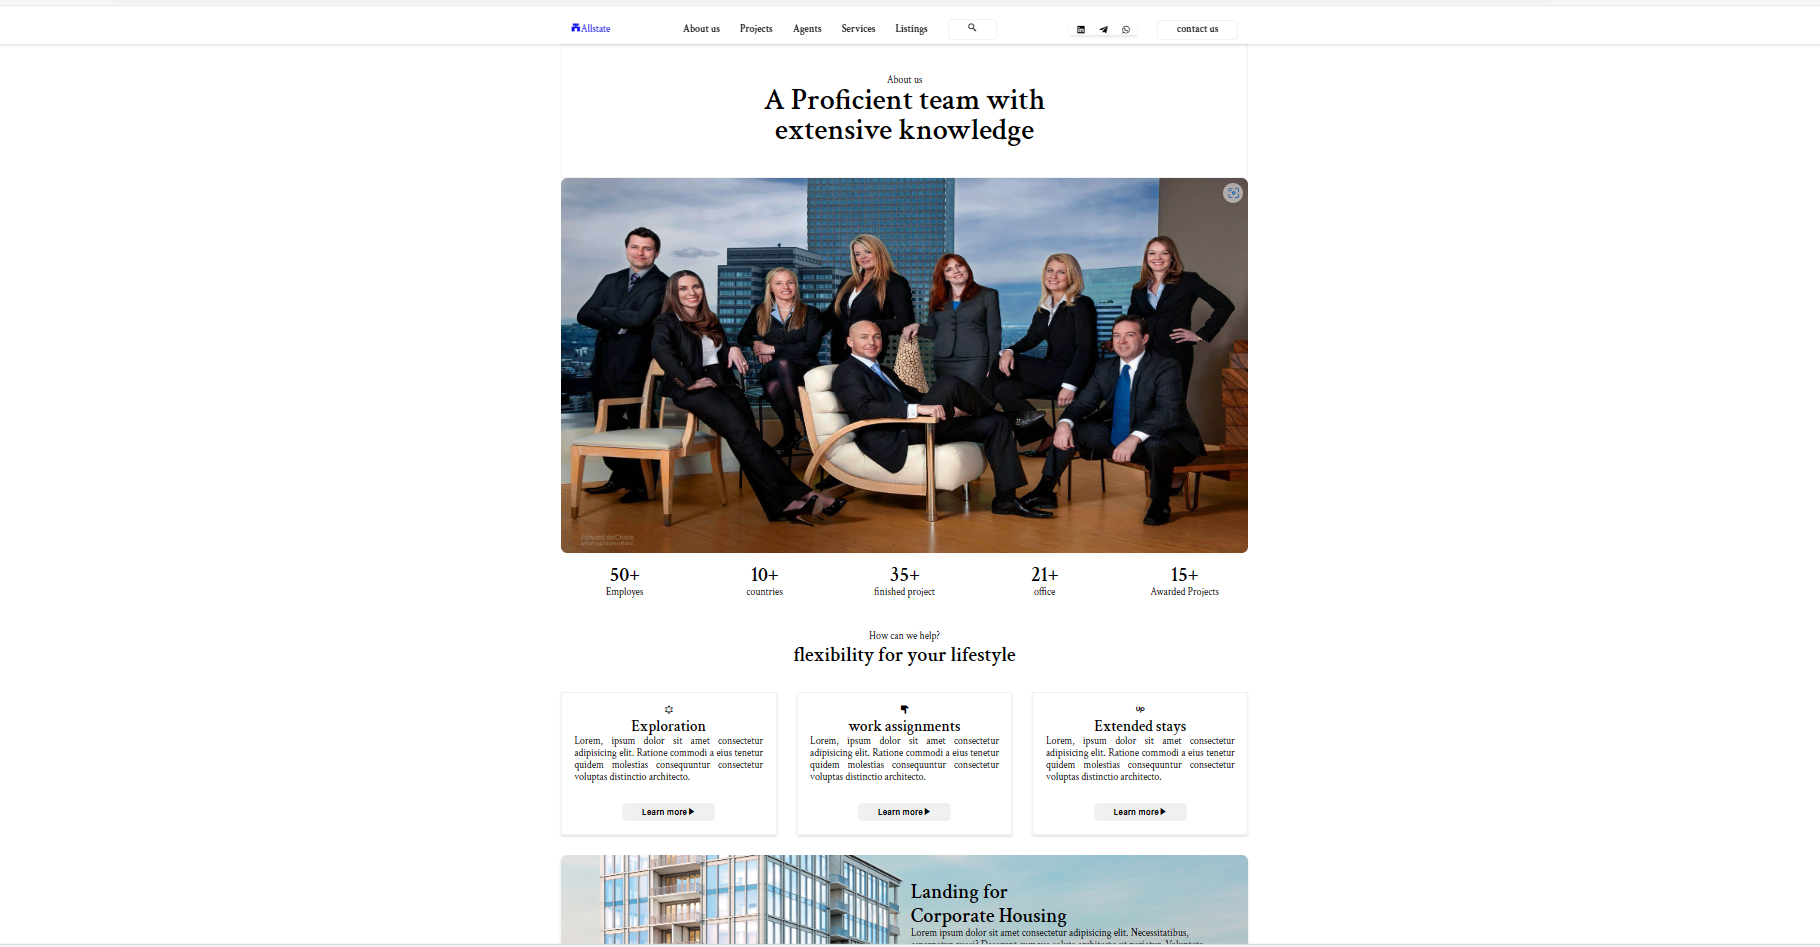 Allstate
About us
Projects
Agents
Services
Listings
contact us
About us
A Proficient team with
extensive knowledge
50+
Employes
10+
countries
35+
finished project
21+
office
15+
Awarded Projects
How can we help?
flexibility for your lifestyle
Exploration
Lorem, ipsum dolor sit amet consectetur
adipisicing elit. Ratione commodi a eius tenetur
quidem molestias consequuntur consectetur
voluptas distinctio architecto.
Learn more
work assignments
Lorem, ipsum dolor sit amet consectetur
adipisicing elit. Ratione commodi a eius tenetur
quidem molestias consequuntur consectetur
voluptas distinctio architecto.
Learn more
up
Extended stays
Lorem, ipsum dolor sit amet consectetur
adipisicing elit. Ratione commodi a eius tenetur
quidem molestias consequuntur consectetur
voluptas distinctio architecto.
Learn more
Landing for
Corporate Housing
Lorem ipsum dolor sit amet consectetur adipisicing elit. Necessitatibus,